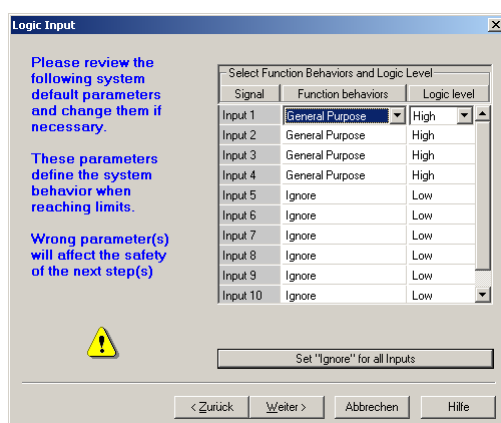 Logic Input
Please review the
following system
default parameters
and change them if
necessary.
These parameters
define the system
behavior when
reaching limits.
Wrong parameter(s)
will affect the safety
of the next step(s)
Select Function Behaviors and Logic Level
Signal Function behaviors Logic level
Input 1 General Purpose High
Input 2 General Purpose High
Input 3 General Purpose High
Input 4 General Purpose High
Input 5 Ignore Low
Input 6 Ignore Low
Input 7 Ignore Low
Input 8 Ignore Low
Input 9 Ignore Low
Input 10 Ignore Low
Set "Ignore" for all Inputs
< Zurück Weiter > Abbrechen Hilfe